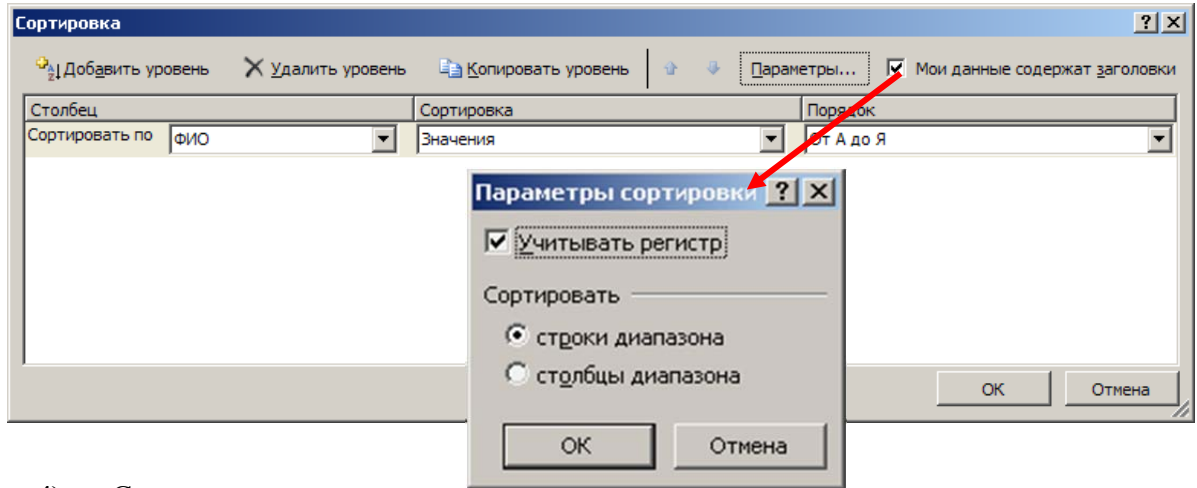 Сортировка
Добавить уровень Удалить уровень Копировать уровень Параметры... Мои данные содержат заголовки
Столбец Сортировка Порядок
Сортировать по ФИО Значения От А до Я
Параметры сортировки
Учитывать регистр
Сортировать
строки диапазона
столбцы диапазона
ОК Отмена
ОК Отмена